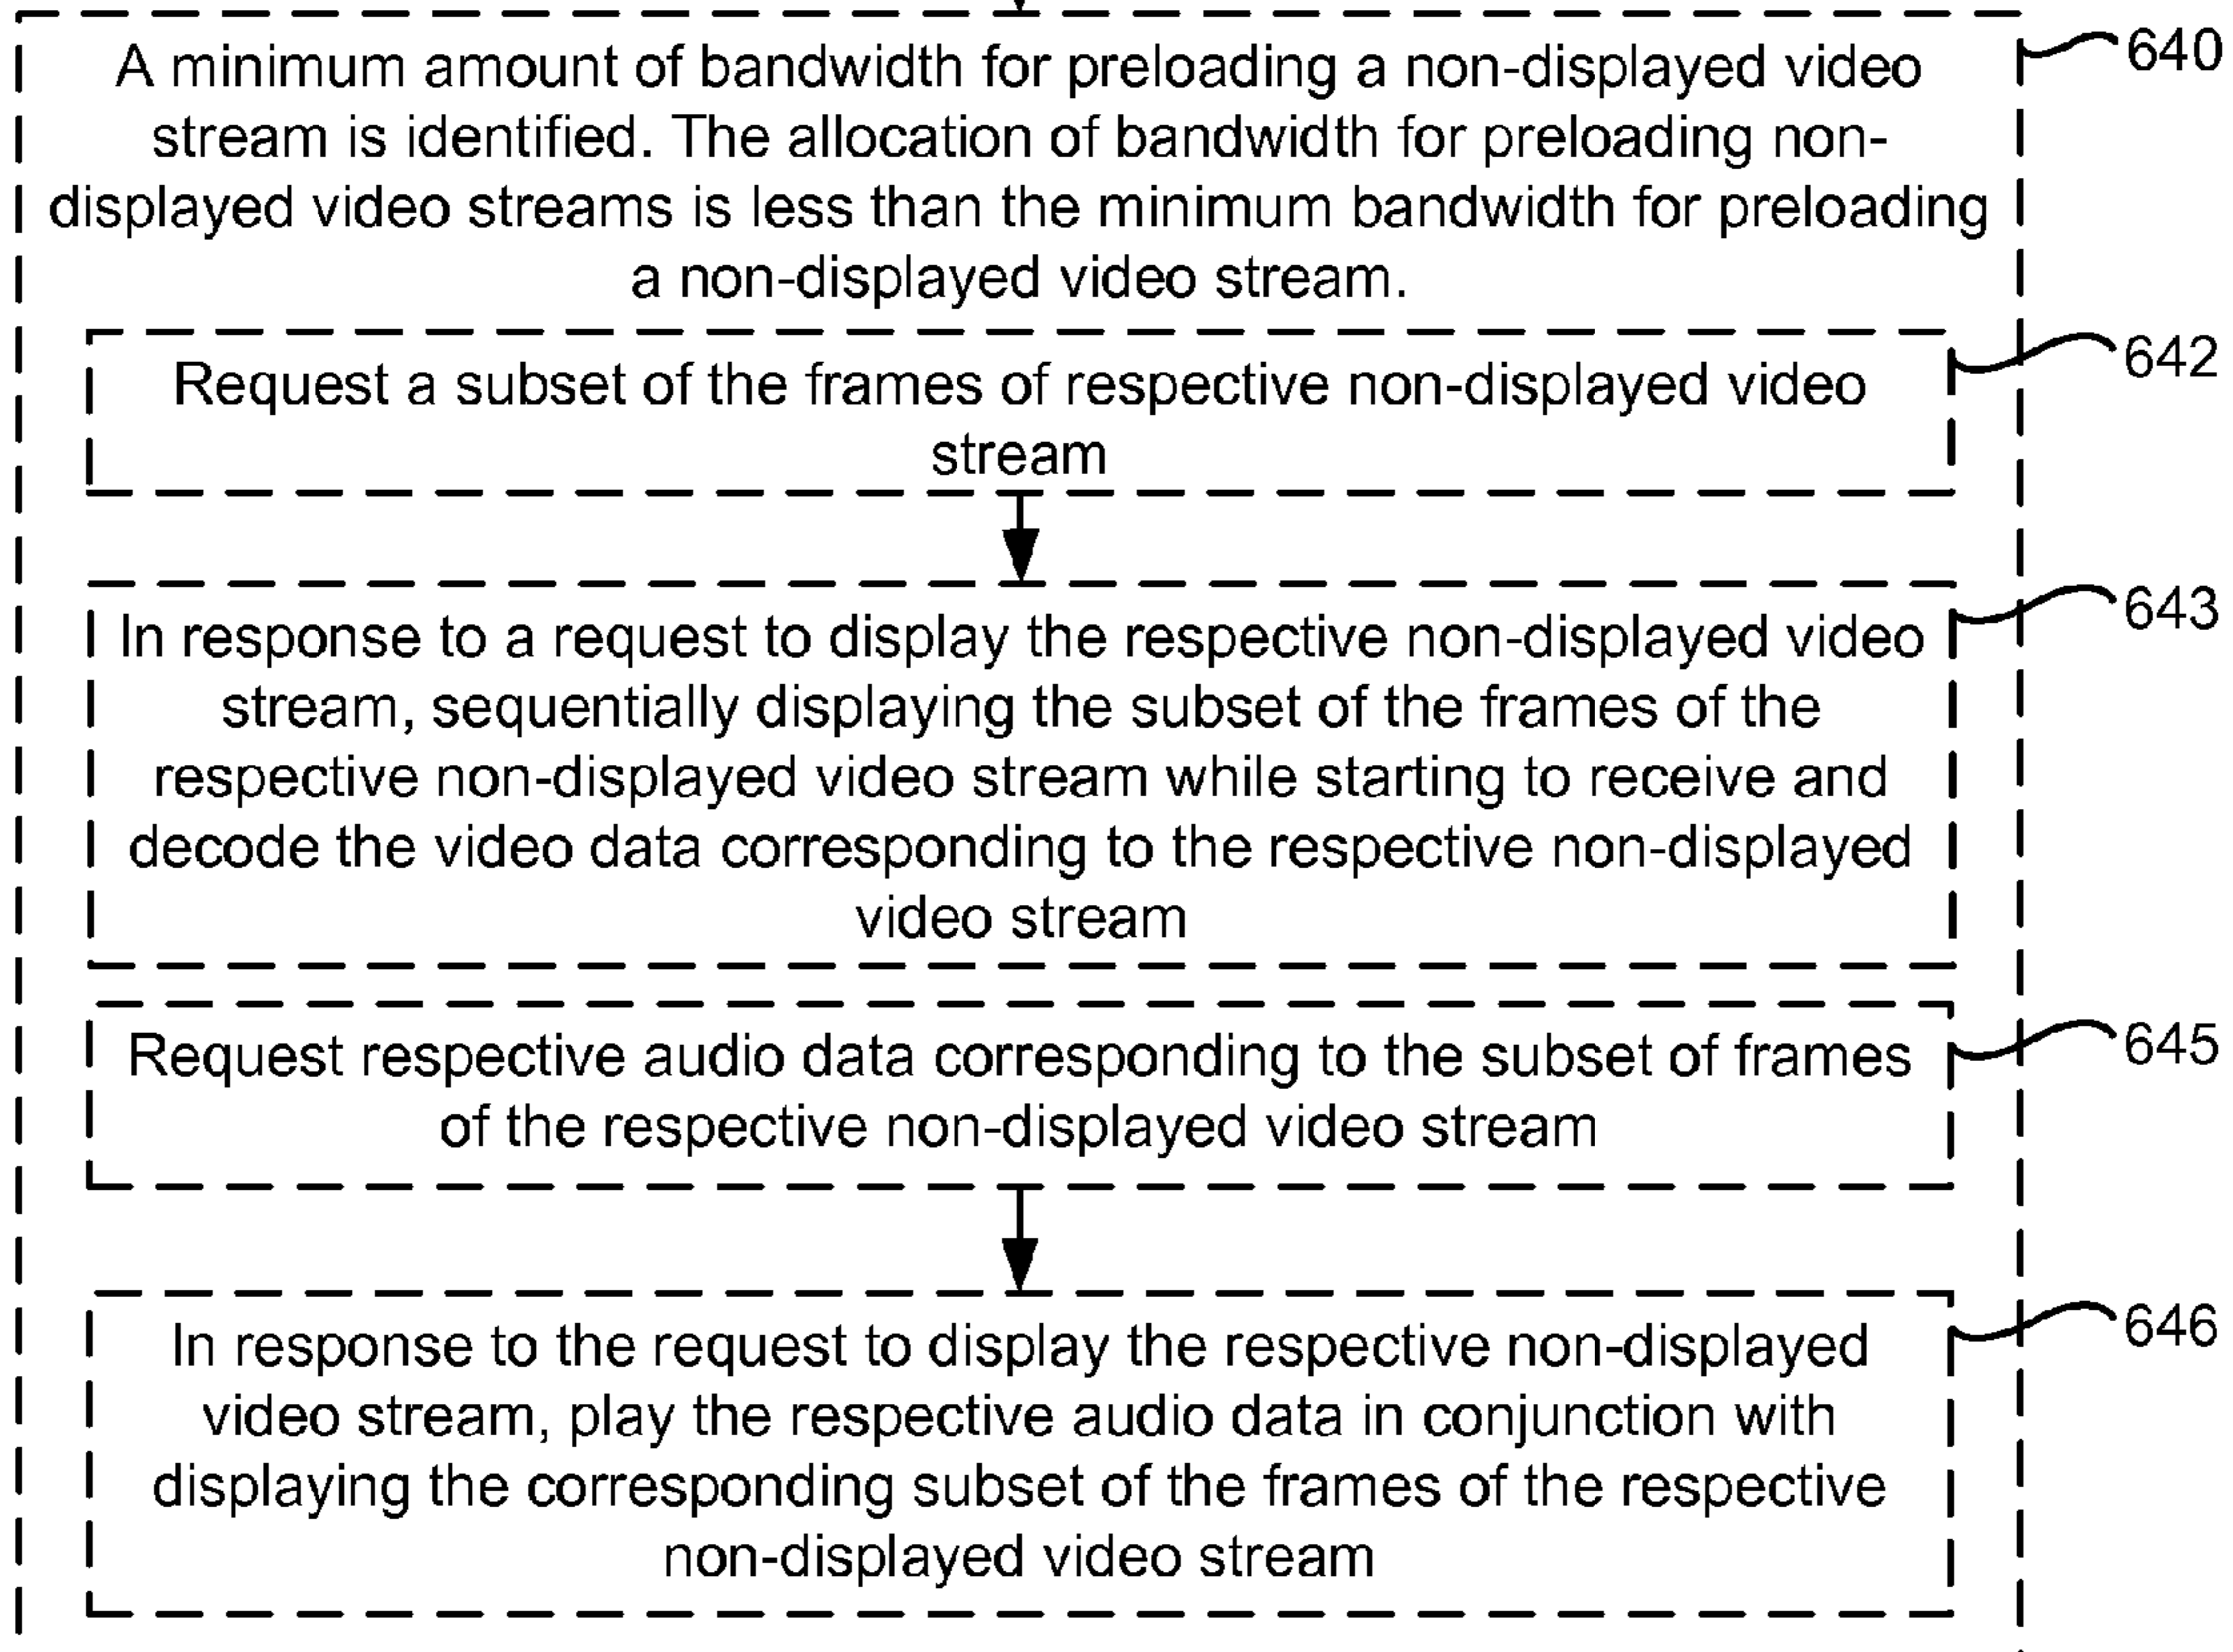 A minimum amount of bandwidth for preloading a non-displayed video
640
stream is identified. The allocation of bandwidth for preloading non-
displayed video streams is less than the minimum bandwidth for preloading
a non-displayed video stream.
Request a subset of the frames of respective non-displayed video
642
stream
In response to a request to display the respective non-displayed video
643
stream, sequentially displaying the subset of the frames of the
respective non-displayed video stream while starting to receive and
decode the video data corresponding to the respective non-displayed
video stream
Request respective audio data corresponding to the subset of frames
645
of the respective non-displayed video stream
In response to the request to display the respective non-displayed
646
video stream, play the respective audio data in conjunction with
displaying the corresponding subset of the frames of the respective
non-displayed video stream